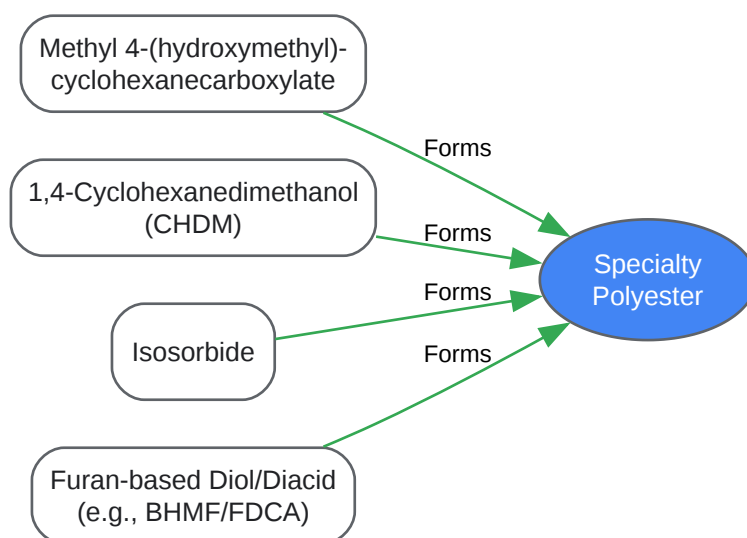 Methyl 4-(hydroxymethyl)-
cyclohexanecarboxylate
Forms
1,4-Cyclohexanedimethanol
(CHDM)
Forms
Specialty
Polyester
Forms
Isosorbide
Forms
Furan-based Diol/Diacid
(e.g., BHMF/FDCA)